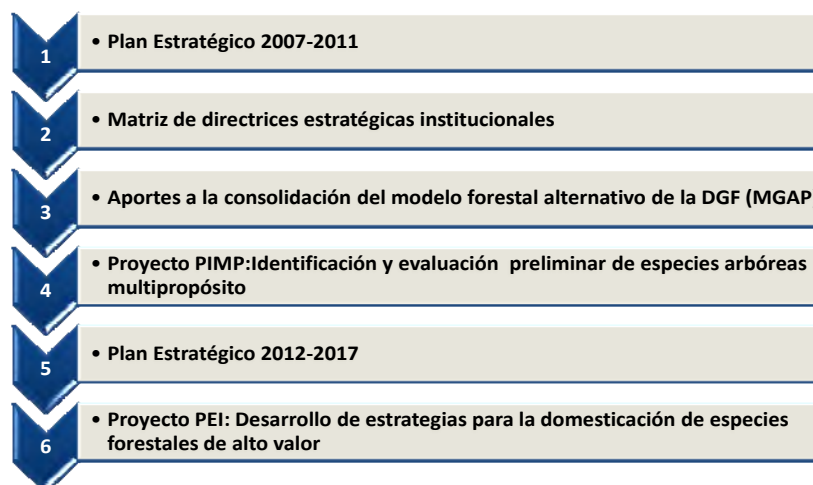 1
• Plan Estratégico 2007-2011
2
• Matriz de directrices estratégicas institucionales
3
• Aportes a la consolidación del modelo forestal alternativo de la DGF (MGAP
4
• Proyecto PIMP:Identificación y evaluación preliminar de especies arbóreas
multipropósito
5
• Plan Estratégico 2012-2017
6
• Proyecto PEI: Desarrollo de estrategias para la domesticación de especies
forestales de alto valor